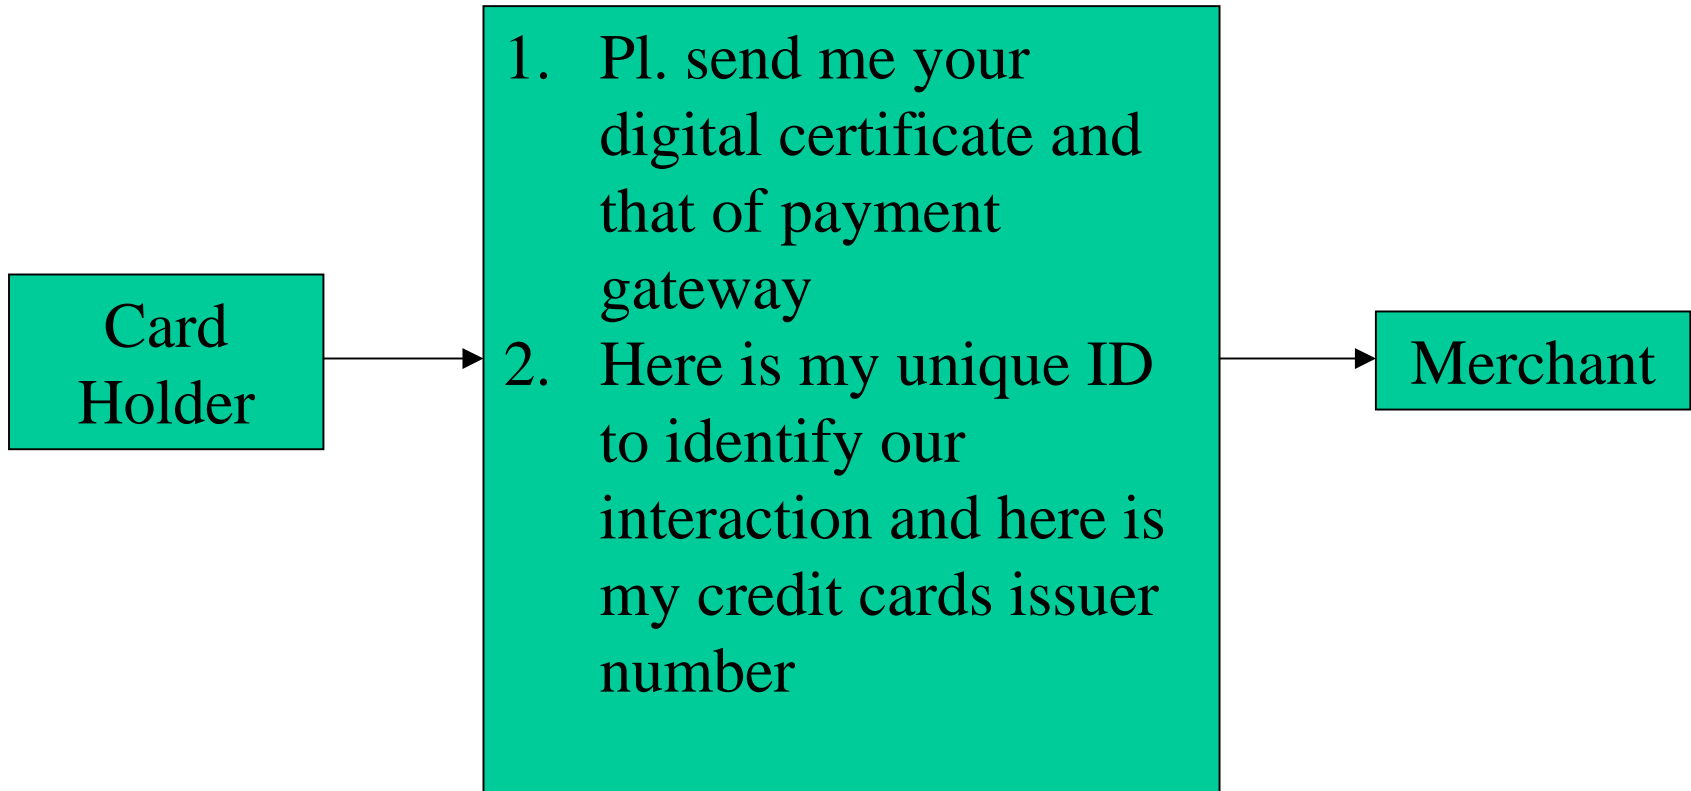 Card
Holder
1. Pl. send me your
digital certificate and
that of payment
gateway
2. Here is my unique ID
to identify our
interaction and here is
my credit cards issuer
number
Merchant